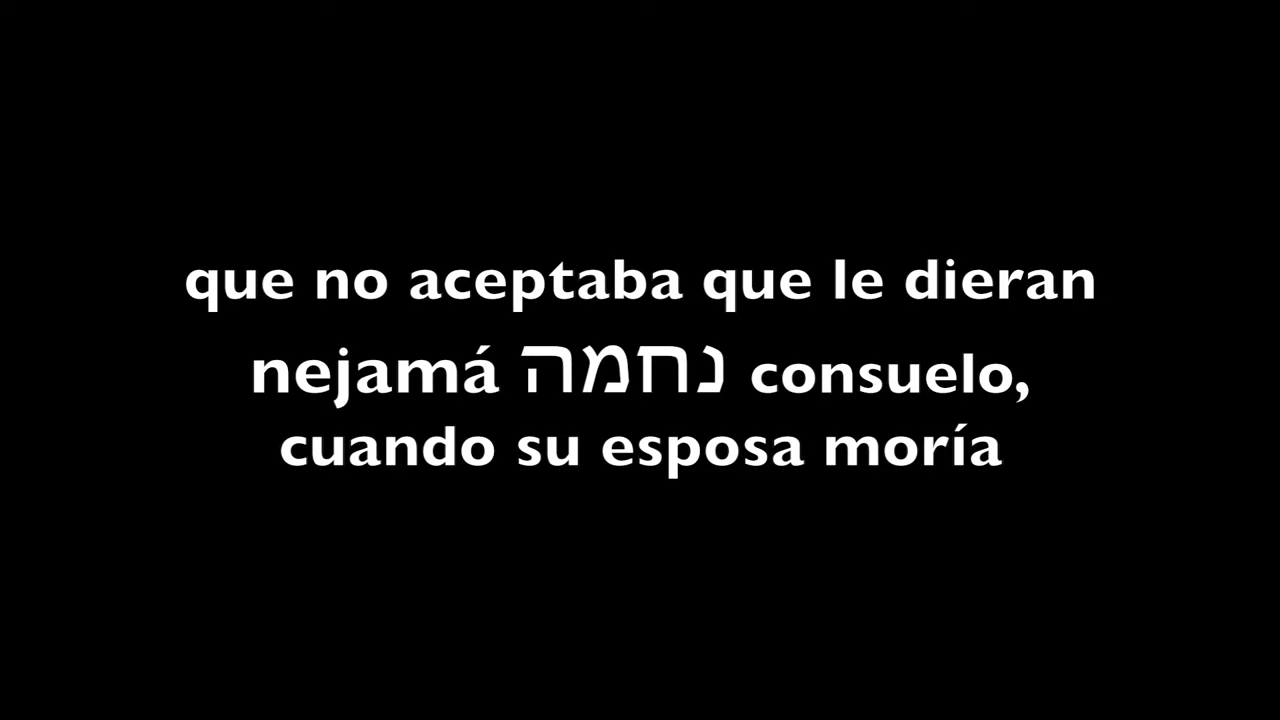 que no aceptaba que le dieran
nejamá נחמה consuelo,
cuando su esposa moría